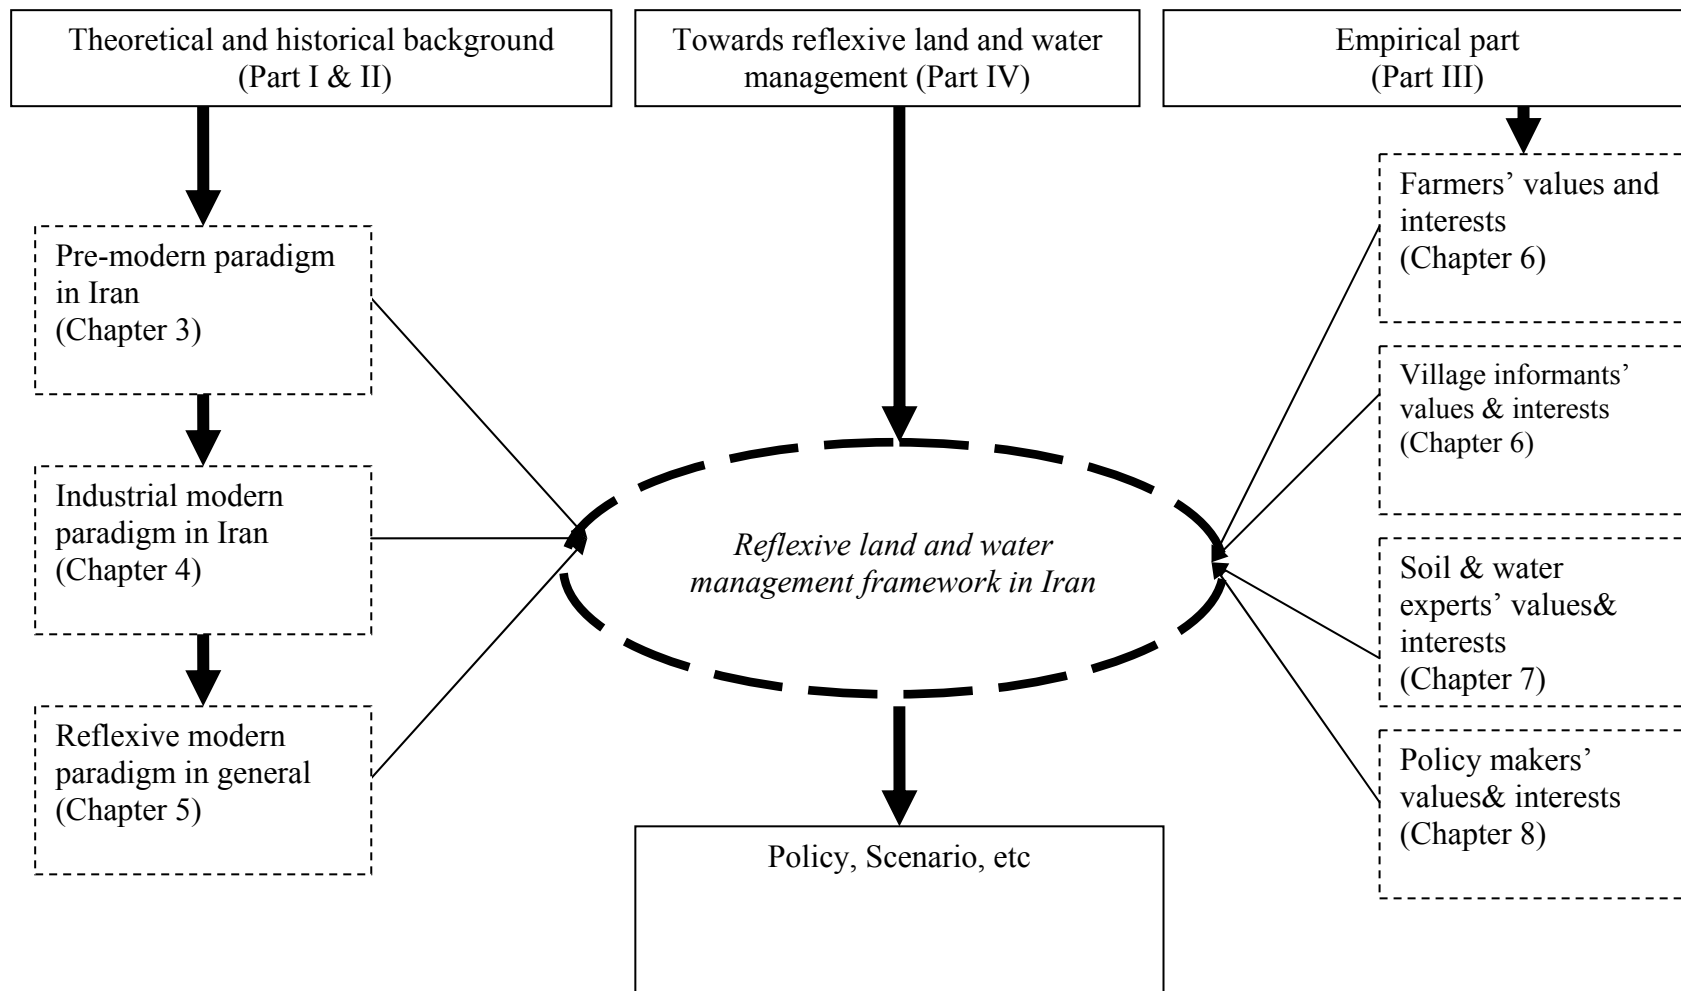 Theoretical and historical background
(Part I & II)
Towards reflexive land and water
management (Part IV)
Empirical part
(Part III)
Pre-modern paradigm
in Iran
(Chapter 3)
Industrial modern
paradigm in Iran
(Chapter 4)
Reflexive modern
paradigm in general
(Chapter 5)
Reflexive land and water
management framework in Iran
Policy, Scenario, etc
Farmers’ values and
interests
(Chapter 6)
Village informants’
values & interests
(Chapter 6)
Soil & water
experts’ values&
interests
(Chapter 7)
Policy makers’
values& interests
(Chapter 8)